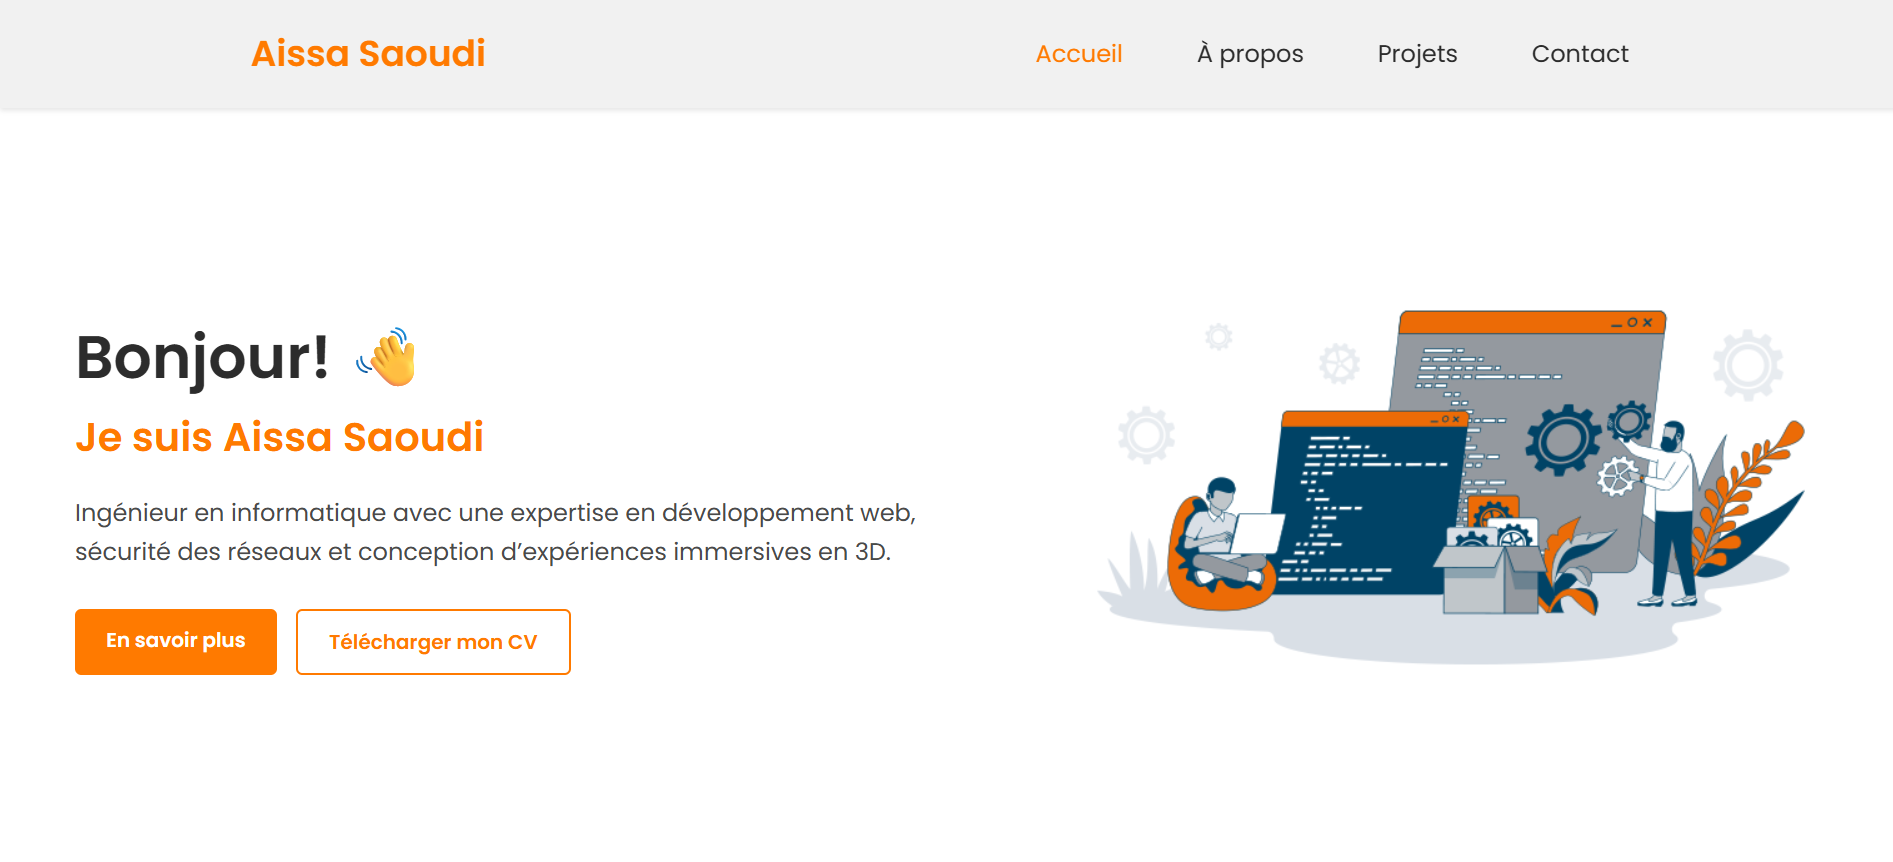 Aissa Saoudi
Accueil
À propos
Projets
Contact
Bonjour! 👋
Je suis Aissa Saoudi
Ingénieur en informatique avec une expertise en développement web,
sécurité des réseaux et conception d’expériences immersives en 3D.
En savoir plus
Télécharger mon CV